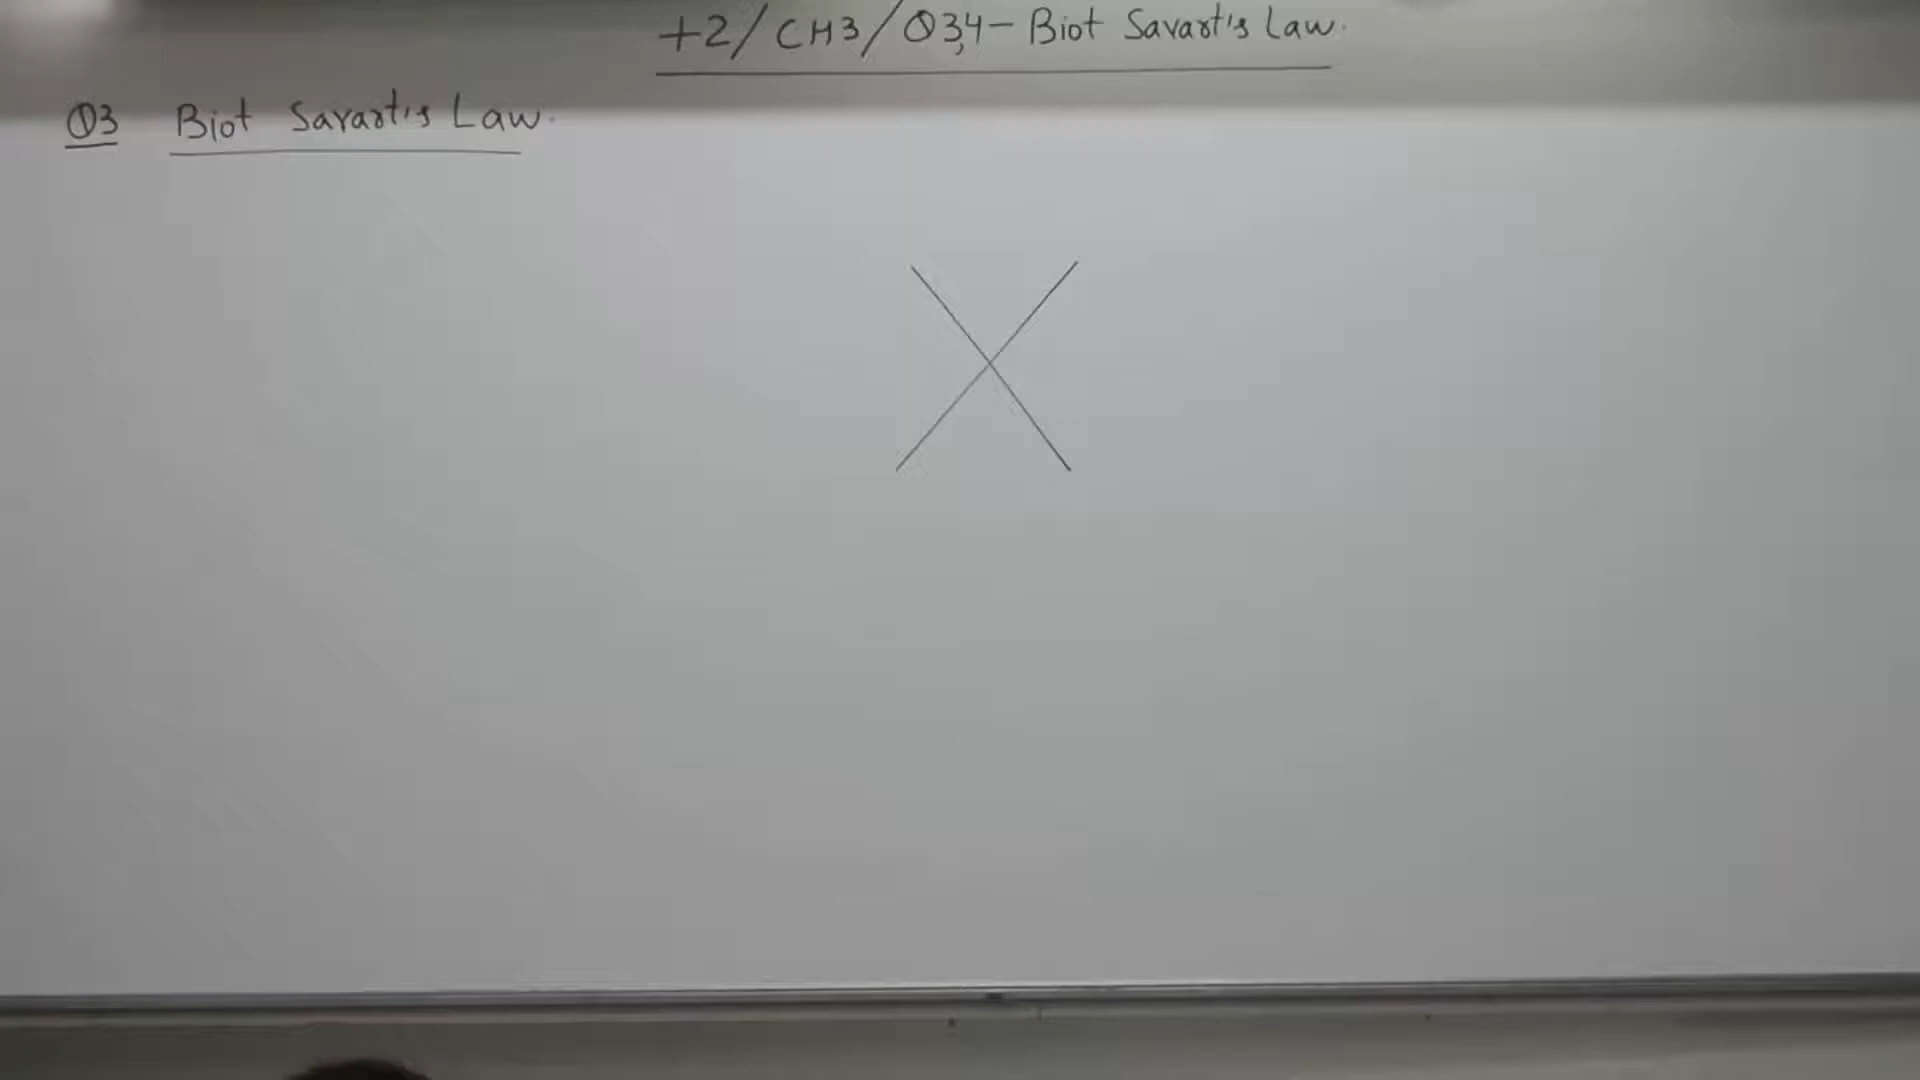 +2/CH3/Q3,4- Biot Savart's Law.
Q3 Biot Savart's Law.